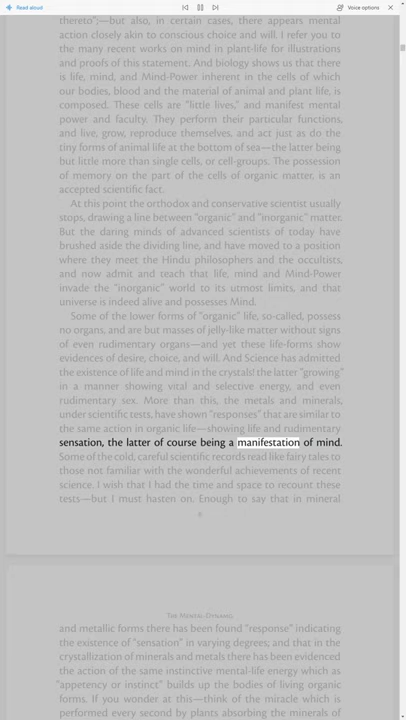 Read aloud
Voice options
thereto";—but also, in certain cases, there appears mental
action closely akin to conscious choice and will. I refer you to
the many recent works on mind in plant-life for illustrations
and proofs of this statement. And biology shows us that there
is life, mind, and Mind-Power inherent in the cells of which
our bodies, blood and the material of animal and plant life, is
composed. These cells are "little lives," and manifest mental
power and faculty. They perform their particular functions,
and live, grow, reproduce themselves, and act just as do the
tiny forms of animal life at the bottom of sea—the latter being
but little more than single cells, or cell-groups. The possession
of memory on the part of the cells of organic matter, is an
accepted scientific fact.
At this point the orthodox and conservative scientist usually
stops, drawing a line between "organic" and "inorganic" matter.
But the daring minds of advanced scientists of today have
brushed aside the dividing line, and have moved to a position
where they meet the Hindu philosophers and the occultists,
and now admit and teach that life, mind and Mind-Power
invade the "inorganic" world to its utmost limits, and that
universe is indeed alive and possesses Mind.
Some of the lower forms of "organic" life, so-called, possess
no organs, and are but masses of jelly-like matter without signs
of even rudimentary organs—and yet these life-forms show
evidences of desire, choice, and will. And Science has admitted
the existence of life and mind in the crystals! the latter "growing"
in a manner showing vital and selective energy, and even
rudimentary sex. More than this, the metals and minerals,
under scientific tests, have shown "responses" that are similar to
the same action in organic life—showing life and rudimentary
sensation, the latter of course being a manifestation of mind.
Some of the cold, careful scientific records read like fairy tales to
those not familiar with the wonderful achievements of recent
science. I wish that I had the time and space to recount these
tests—but I must hasten on. Enough to say that in mineral
6
The Mental-Dynamo
and metallic forms there has been found "response" indicating
the existence of "sensation" in varying degrees; and that in the
crystallization of minerals and metals there has been evidenced
the action of the same instinctive mental-life energy which as
"appetency or instinct" builds up the bodies of living organic
forms. If you wonder at this—think of the miracle which is
performed every second by plants absorbing the minerals of